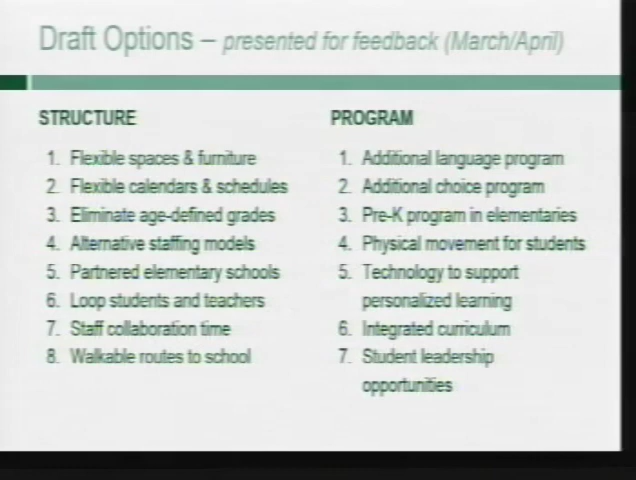 Draft Options – presented for feedback (March/April)
STRUCTURE
1. Flexible spaces & furniture
2. Flexible calendars & schedules
3. Eliminate age-defined grades
4. Alternative staffing models
5. Partnered elementary schools
6. Loop students and teachers
7. Staff collaboration time
8. Walkable routes to school
PROGRAM
1. Additional language program
2. Additional choice program
3. Pre-K program in elementaries
4. Physical movement for students
5. Technology to support
personalized learning
6. Integrated curriculum
7. Student leadership
opportunities